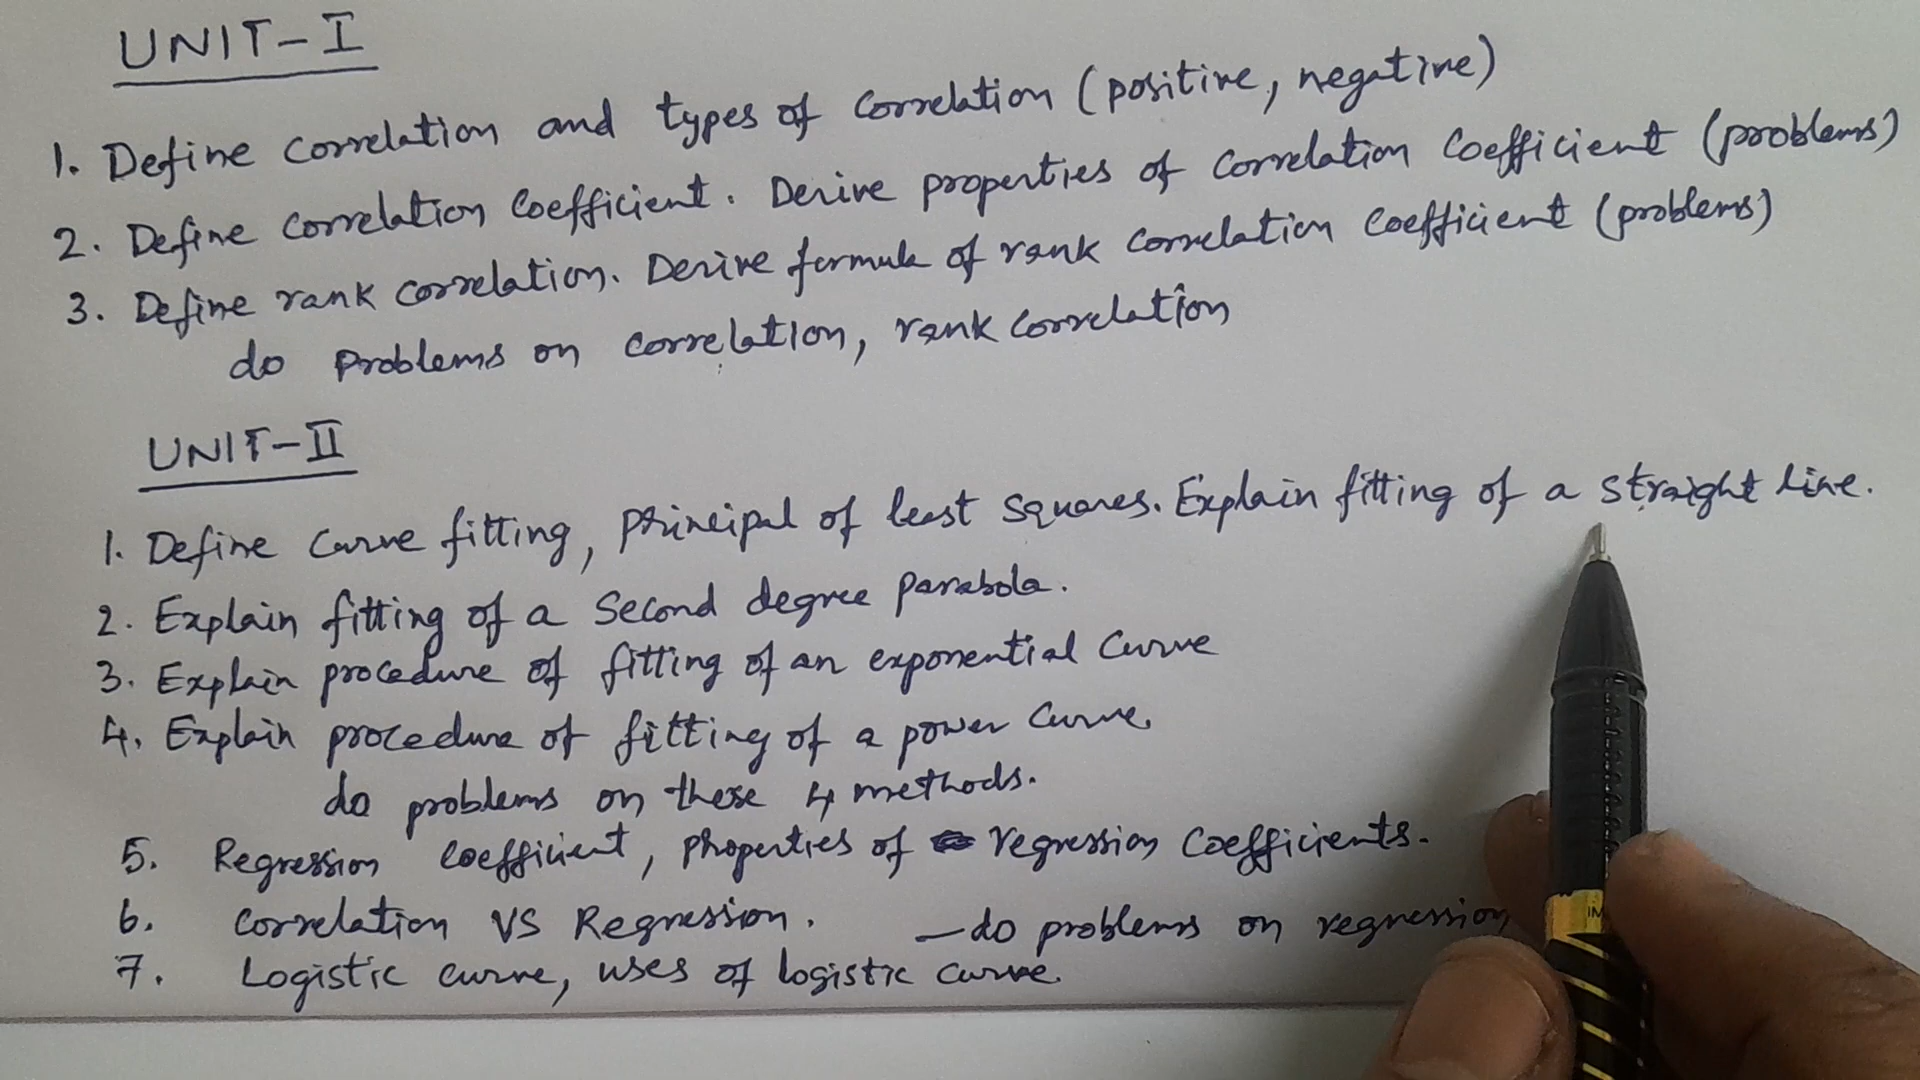 UNIT-I
1. Define correlation and types of correlation (positive, negative)
2. Define correlation coefficient. Derive properties of correlation coefficient (problems)
3. Define rank correlation. Derive formula of rank correlation coefficient (problems)
do problems on correlation, rank correlation
UNIT-II
1. Define curve fitting, principal of least squares. Explain fitting of a straight line.
2. Explain fitting of a second degree parabola.
3. Explain procedure of fitting of an exponential curve
4. Explain procedure of fitting of a power curve.
do problems on these 4 methods.
5. Regression coefficient, properties of regression coefficients.
6. Correlation VS Regression. - do problems on regression
7. Logistic curve, uses of logistic curve.
IM